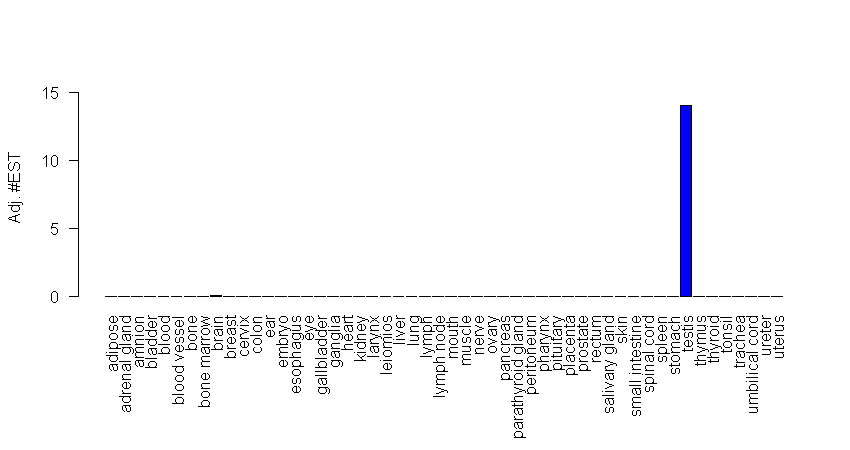 Adj. #EST
15
10
5
0
adipose
adrenal gland
amnion
bladder
blood
blood vessel
bone
bone marrow
brain
breast
cervix
colon
ear
embryo
esophagus
eye
gallbladder
ganglia
heart
kidney
larynx
leiomios
liver
lung
lymph
lymph node
mouth
muscle
nerve
ovary
pancreas
parathyroid gland
peritoneum
pharynx
pituitary
placenta
prostate
rectum
salivary gland
skin
small intestine
spinal cord
spleen
stomach
testis
thymus
thyroid
tonsil
trachea
umbilical cord
ureter
uterus